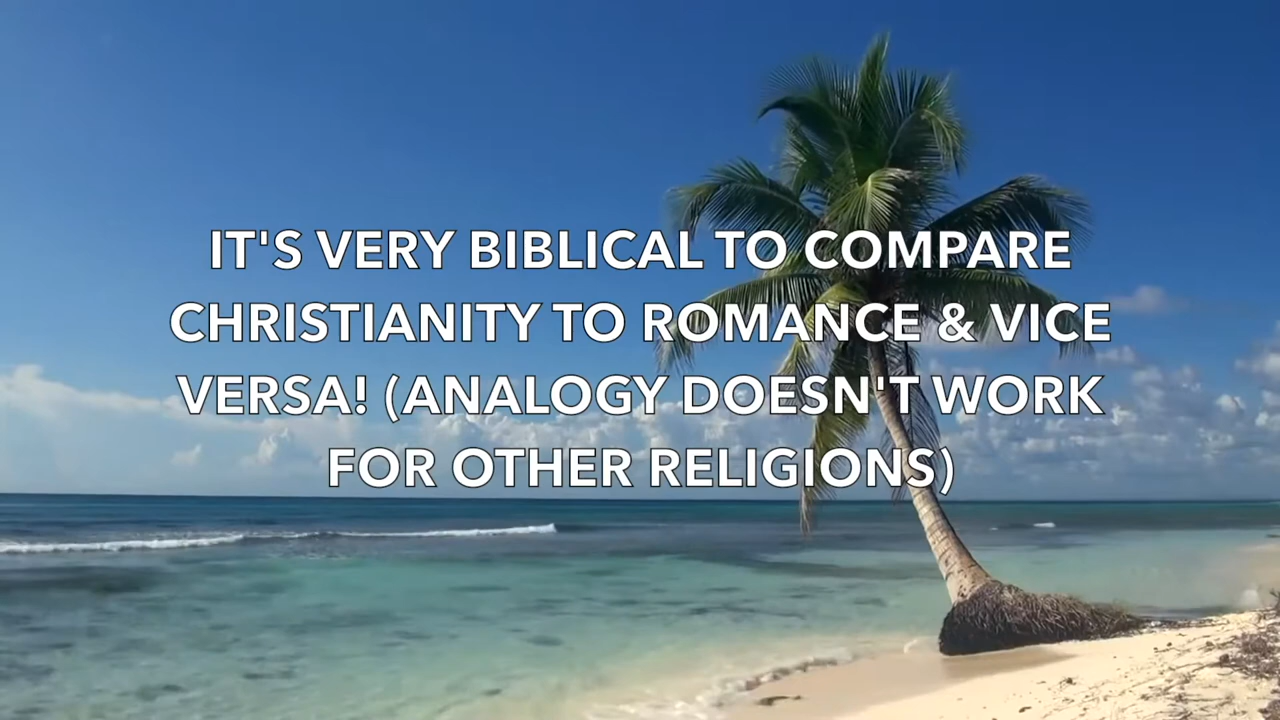 IT'S VERY BIBLICAL TO COMPARE
CHRISTIANITY TO ROMANCE & VICE
VERSA! (ANALOGY DOESN'T WORK
FOR OTHER RELIGIONS)